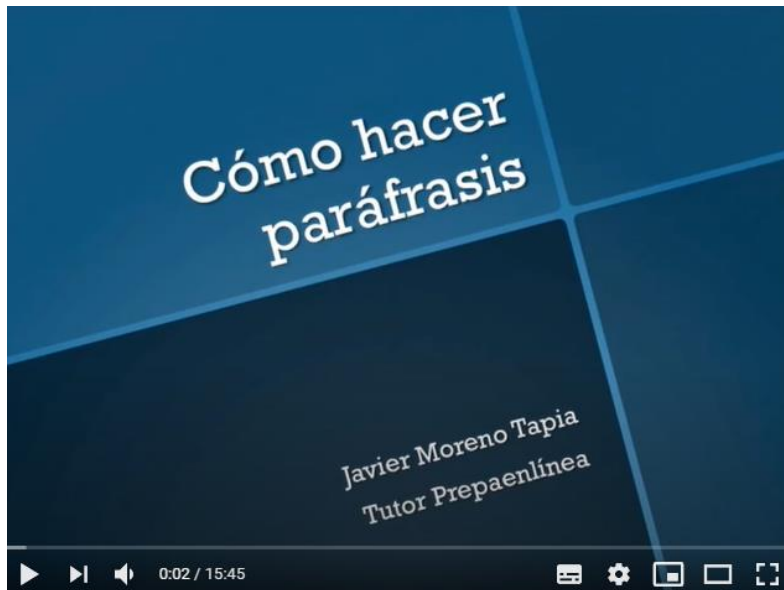 Cómo hacer
paráfrasis
Javier Moreno Tapia
Tutor Prepaenlínea
0:02 / 15:45